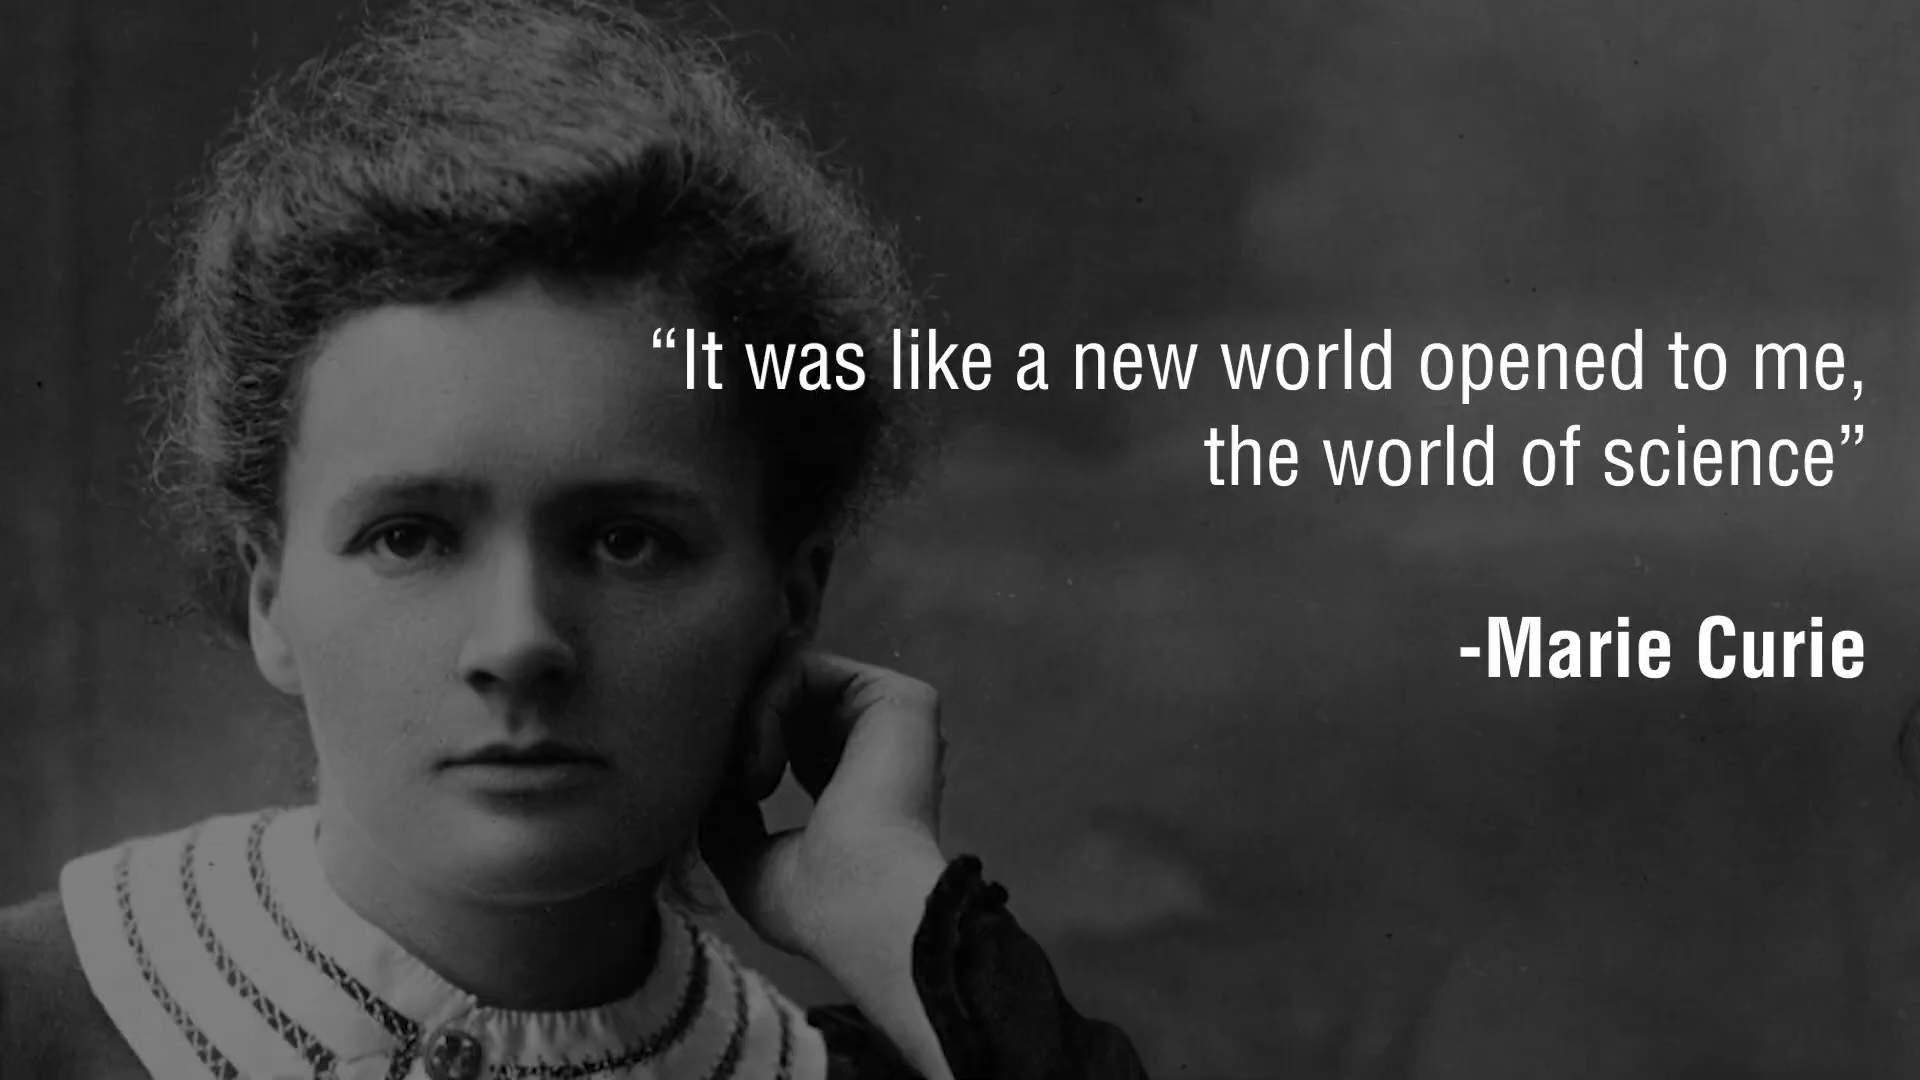 “It was like a new world opened to me,
the world of science”
-Marie Curie